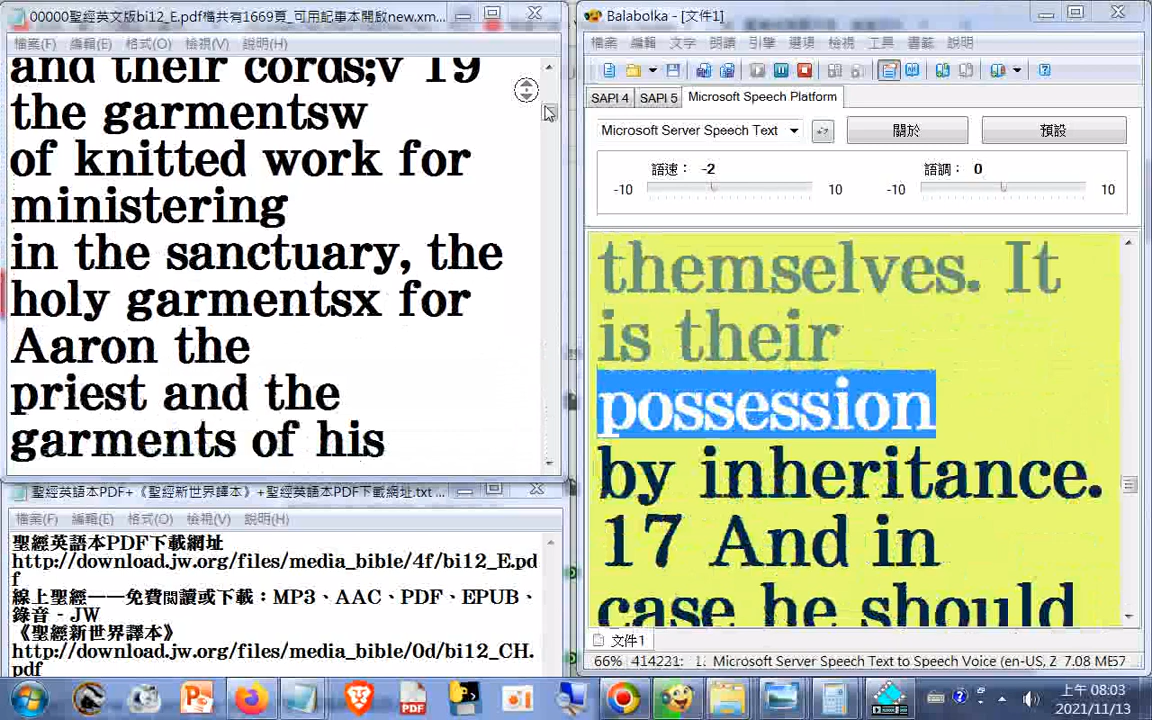 00000聖經英文版bi12_E.pdf檔共有1669頁_可用記事本開啟new.xm...
檔案(F) 編輯(E) 格式(O) 檢視(V) 說明(H)
and their cords;v 19
the garmentsw
of knitted work for
ministering
in the sanctuary, the
holy garmentsx for
Aaron the
priest and the
garments of his
聖經英語本PDF+《聖經新世界譯本》+聖經英語本PDF下載網址.txt ...
檔案(F) 編輯(E) 格式(O) 檢視(V) 說明(H)
聖經英語本PDF下載網址
http://download.jw.org/files/media_bible/4f/bi12_E.pd
f
線上聖經——免費閱讀或下載：MP3、AAC、PDF、EPUB、
錄音 - JW
《聖經新世界譯本》
http://download.jw.org/files/media_bible/0d/bi12_CH.
pdf
Balabolka - [文件1]
檔案 編輯 文字 朗讀 引擎 選項 檢視 工具 書籤 說明
SAPI 4 SAPI 5 Microsoft Speech Platform
Microsoft Server Speech Text 關於 預設
語速： -2 語調： 0
-10 10 -10 10
themselves. It
is their
possession
by inheritance.
17 And in
case he should
文件1
66% 414221: 1. Microsoft Server Speech Text to Speech Voice (en-US, Z 7.08 ME57
上午 08:03
2021/11/13